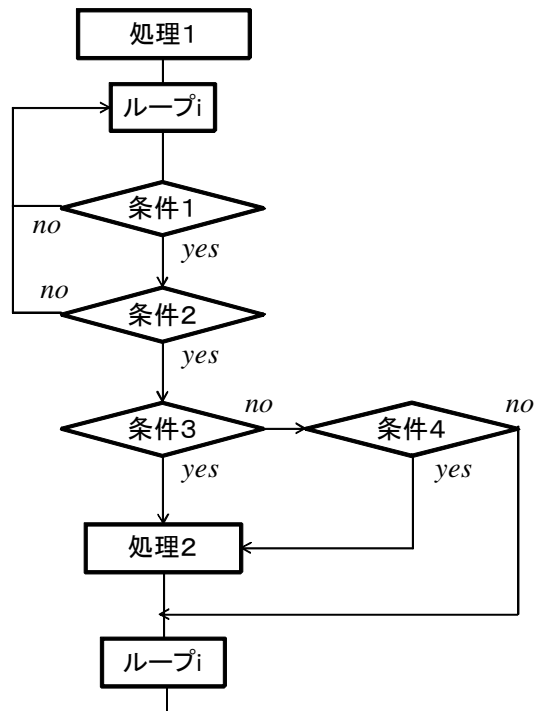 処理１
ループi
条件１
no
yes
no
条件２
yes
条件３
no
条件４
no
yes
yes
処理２
ループi